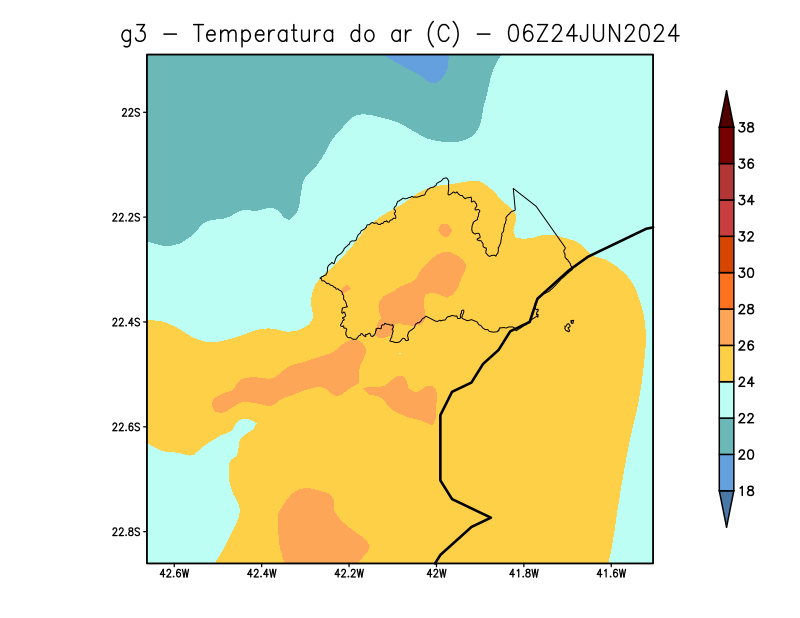 g3 − Temperatura do ar (C) − 06Z24JUN2024
22S
22.2S
22.4S
22.6S
22.8S
42.6W
42.4W
42.2W
42W
41.8W
41.6W
38
36
34
32
30
28
26
24
22
20
18